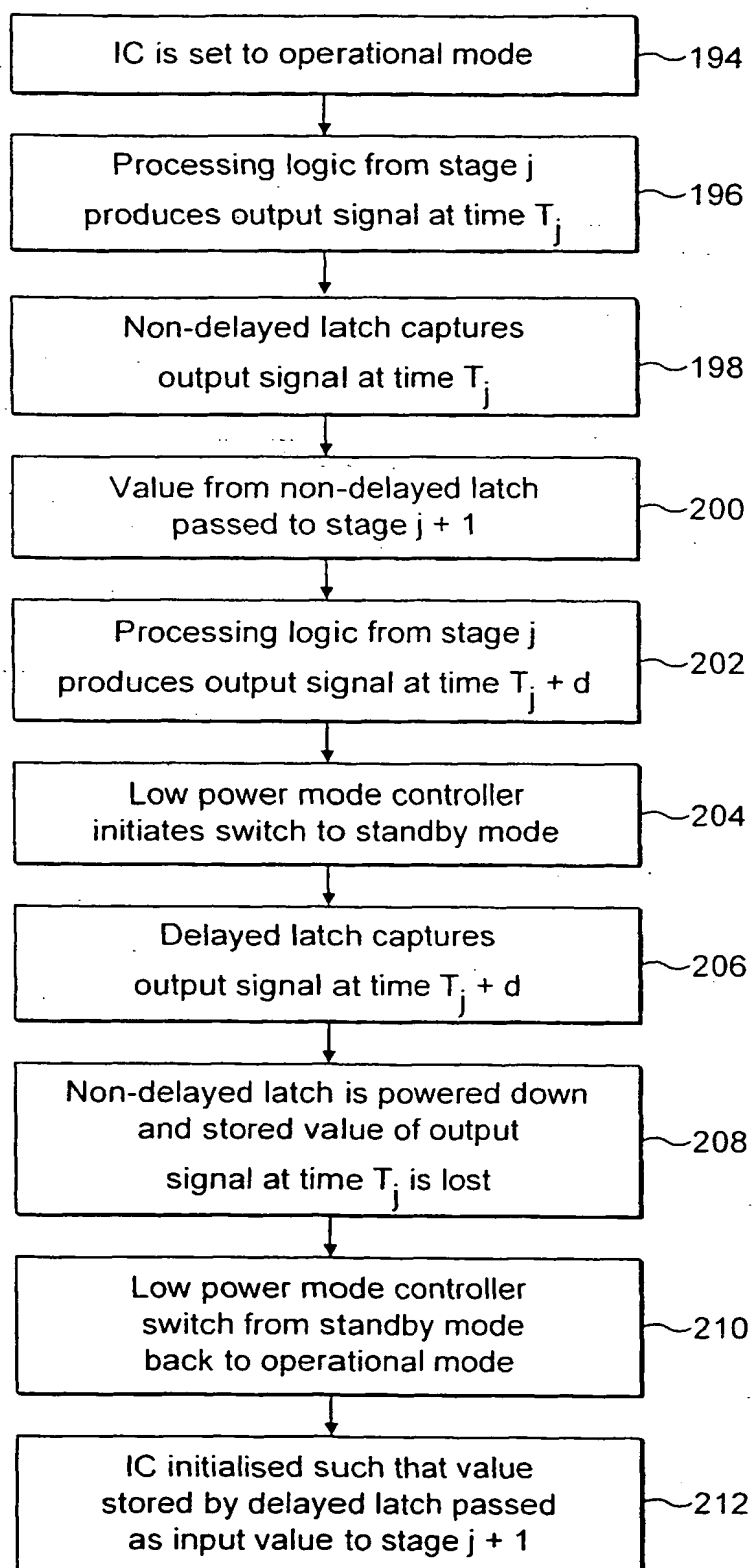 IC is set to operational mode
194
Processing logic from stage j
produces output signal at time Tj
196
Non-delayed latch captures
output signal at time Tj
198
Value from non-delayed latch
passed to stage j + 1
200
Processing logic from stage j
produces output signal at time Tj + d
202
Low power mode controller
initiates switch to standby mode
204
Delayed latch captures
output signal at time Tj + d
206
Non-delayed latch is powered down
and stored value of output
signal at time Tj is lost
208
Low power mode controller
switch from standby mode
back to operational mode
210
IC initialised such that value
stored by delayed latch passed
as input value to stage j + 1
212